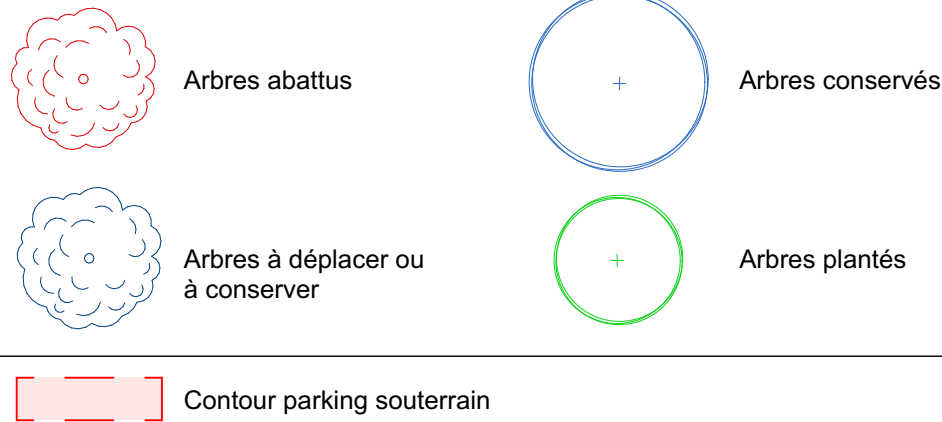 Arbres abattus
Arbres conservés
Arbres à déplacer ou
à conserver
Arbres plantés
Contour parking souterrain